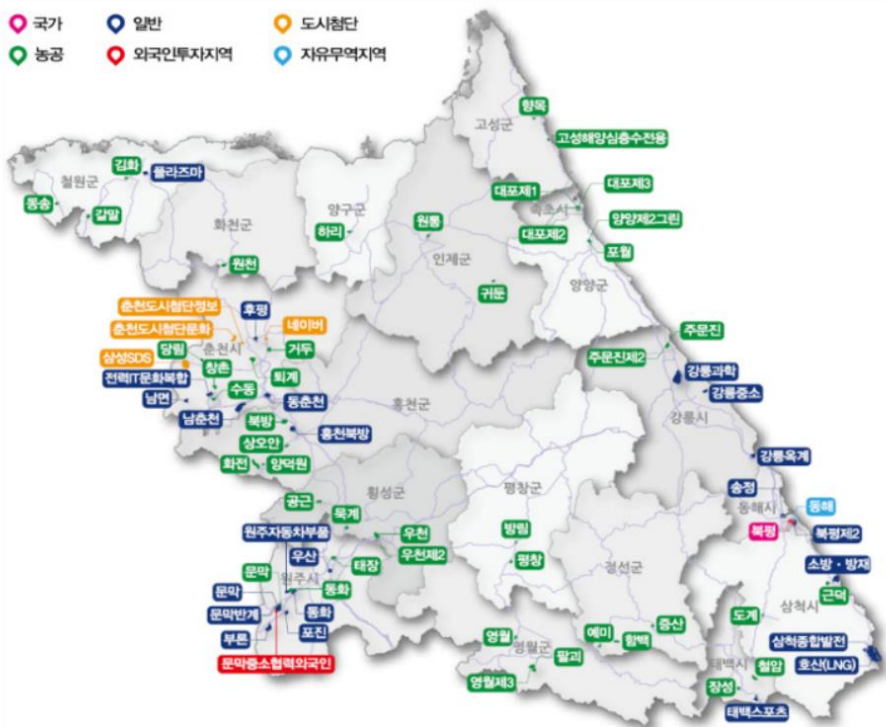 국가
일반
도시첨단
농공
외국인투자지역
자유무역지역
향목
고성군
고성해양심층수전용
김화
플라즈마
철원군
동송
갈말
화천군
양구군
하리
원통
인제군
대포제1
대포제3
속초시
대포제2
양양제2그린
포월
원천
귀둔
양양군
춘천도시첨단정보
후평
네이버
춘천도시첨단문화
춘천시
당림
거두
삼성SDS
창촌
퇴계
전력IT문화복합
수동
남면
남춘천
동춘천
주문진
주문진제2
강릉과학
강릉중소
홍천군
강릉시
북방
홍천북방
상오안
화전
양덕원
강릉옥계
송정
동해
동해시
북평
북평제2
횡성군
평창군
공근
묵계
원주자동차부품
우천
우천제2
방림
평창
정선군
우산
태장
문막
원주시
동화
문막
문막반계
동화
부론
포진
문막중소협력외국인
소방·방재
근덕
삼척시
도계
삼척종합발전
호산(LNG)
영월
영월군
예미
함백
증산
팔괴
영월제3
태백시
철암
장성
태백스포츠